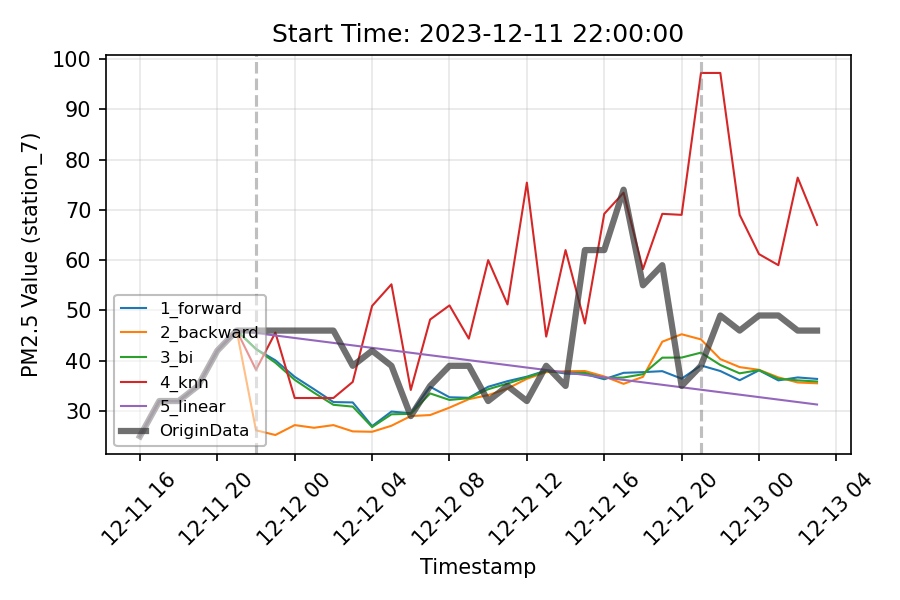 Start Time: 2023-12-11 22:00:00
PM2.5 Value (station_7)
100
90
80
70
60
50
40
30
1_forward
2_backward
3_bi
4_knn
5_linear
OriginData
12-11 16
12-11 20
12-12 00
12-12 04
12-12 08
12-12 12
12-12 16
12-12 20
12-13 00
12-13 04
Timestamp